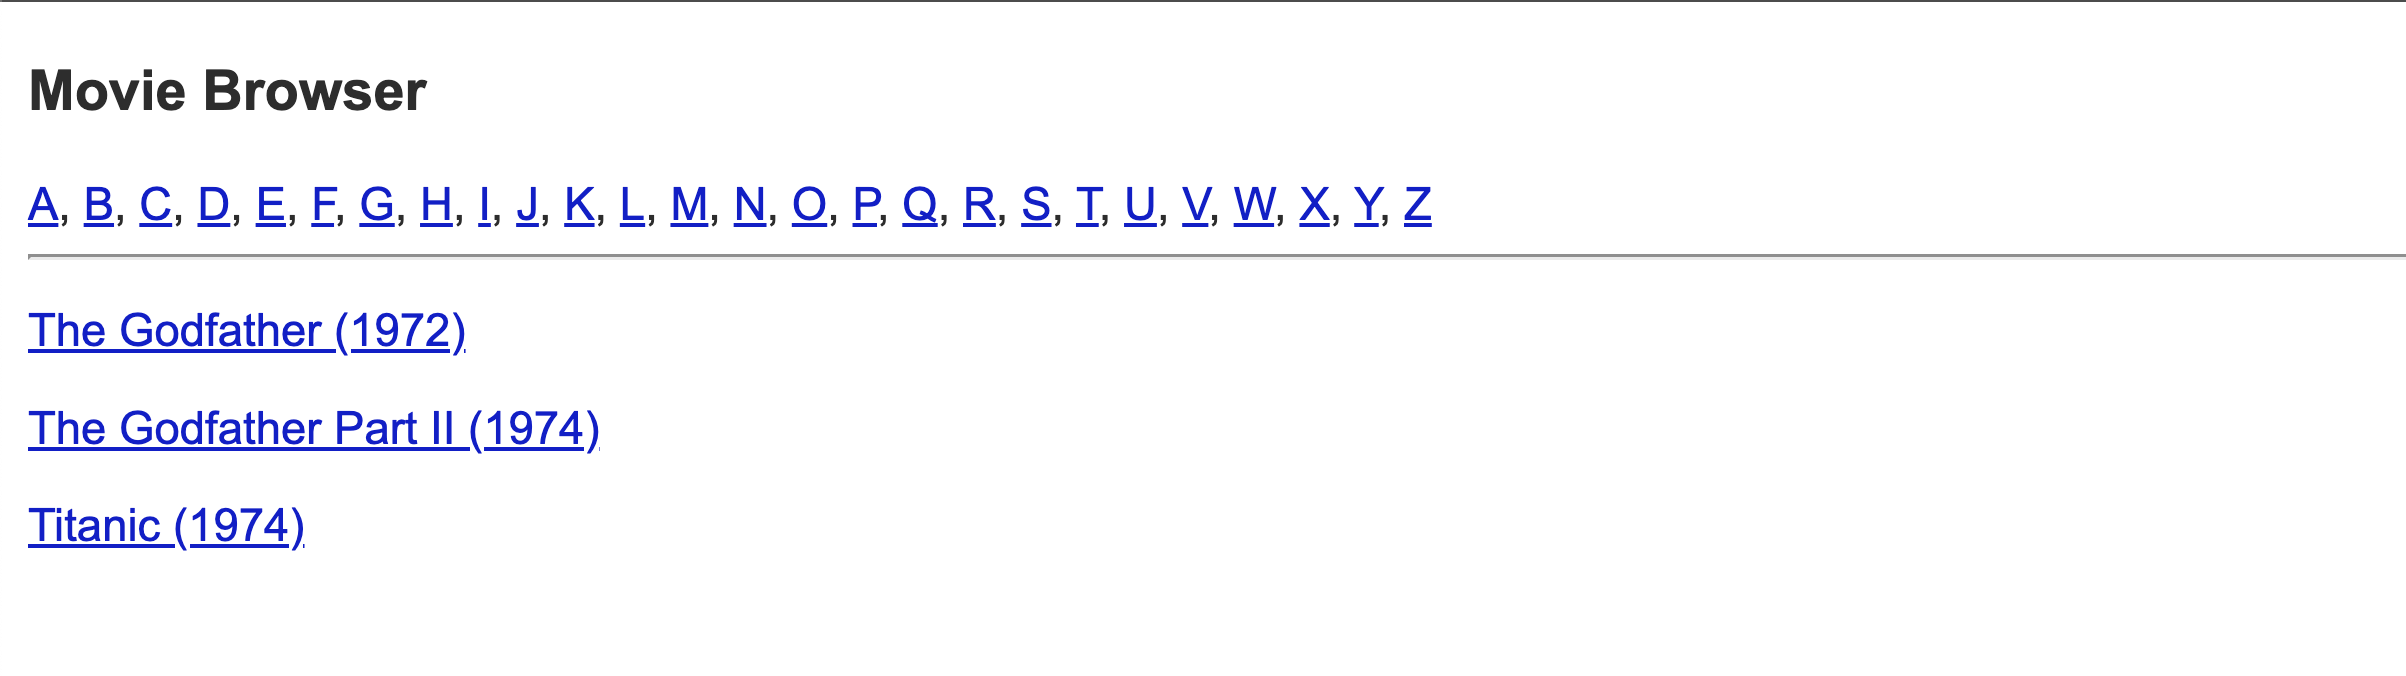 Movie Browser
A, B, C, D, E, F, G, H, I, J, K, L, M, N, O, P, Q, R, S, T, U, V, W, X, Y, Z
The Godfather (1972)
The Godfather Part II (1974)
Titanic (1974)